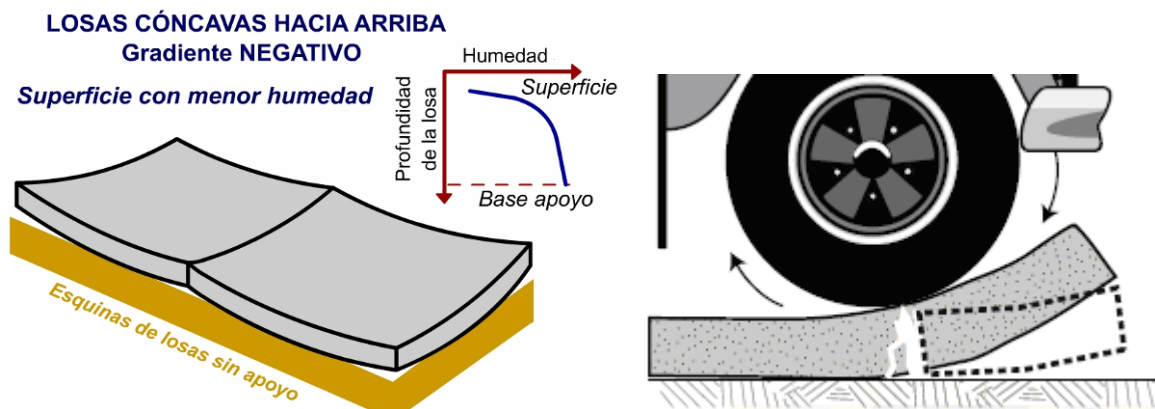 LOSAS CÓNCAVAS HACIA ARRIBA
Gradiente NEGATIVO
Superficie con menor humedad
Humedad
Superficie
Profundidad
de la losa
Base apoyo
Esquinas de losas sin apoyo